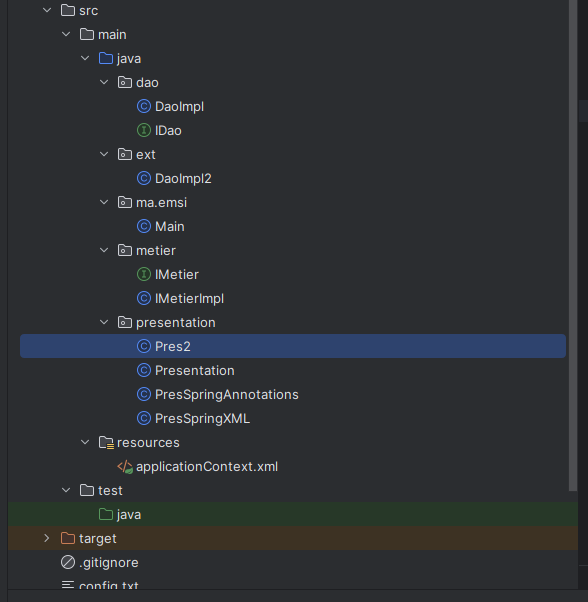 src
main
java
dao
DaoImpl
IDao
ext
DaoImpl2
ma.emsi
Main
metier
IMetier
IMetierImpl
presentation
Pres2
Presentation
PresSpringAnnotations
PresSpringXML
resources
applicationContext.xml
test
java
target
.gitignore
config.txt